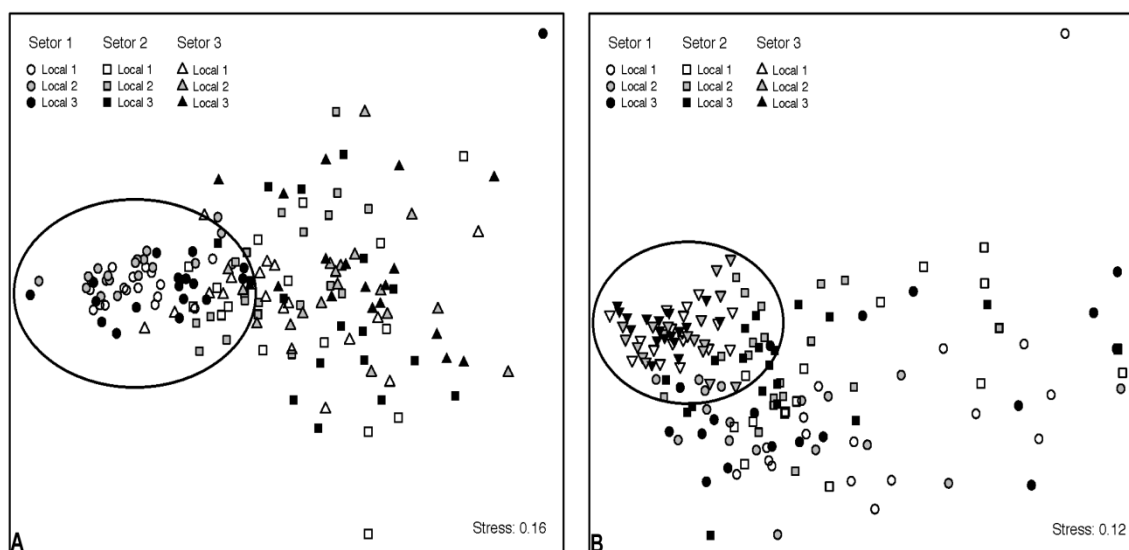 Setor 1 Setor 2 Setor 3
Local 1 Local 1 Local 1
Local 2 Local 2 Local 2
Local 3 Local 3 Local 3
A
Stress: 0.16
Setor 1 Setor 2 Setor 3
Local 1 Local 1 Local 1
Local 2 Local 2 Local 2
Local 3 Local 3 Local 3
B
Stress: 0.12